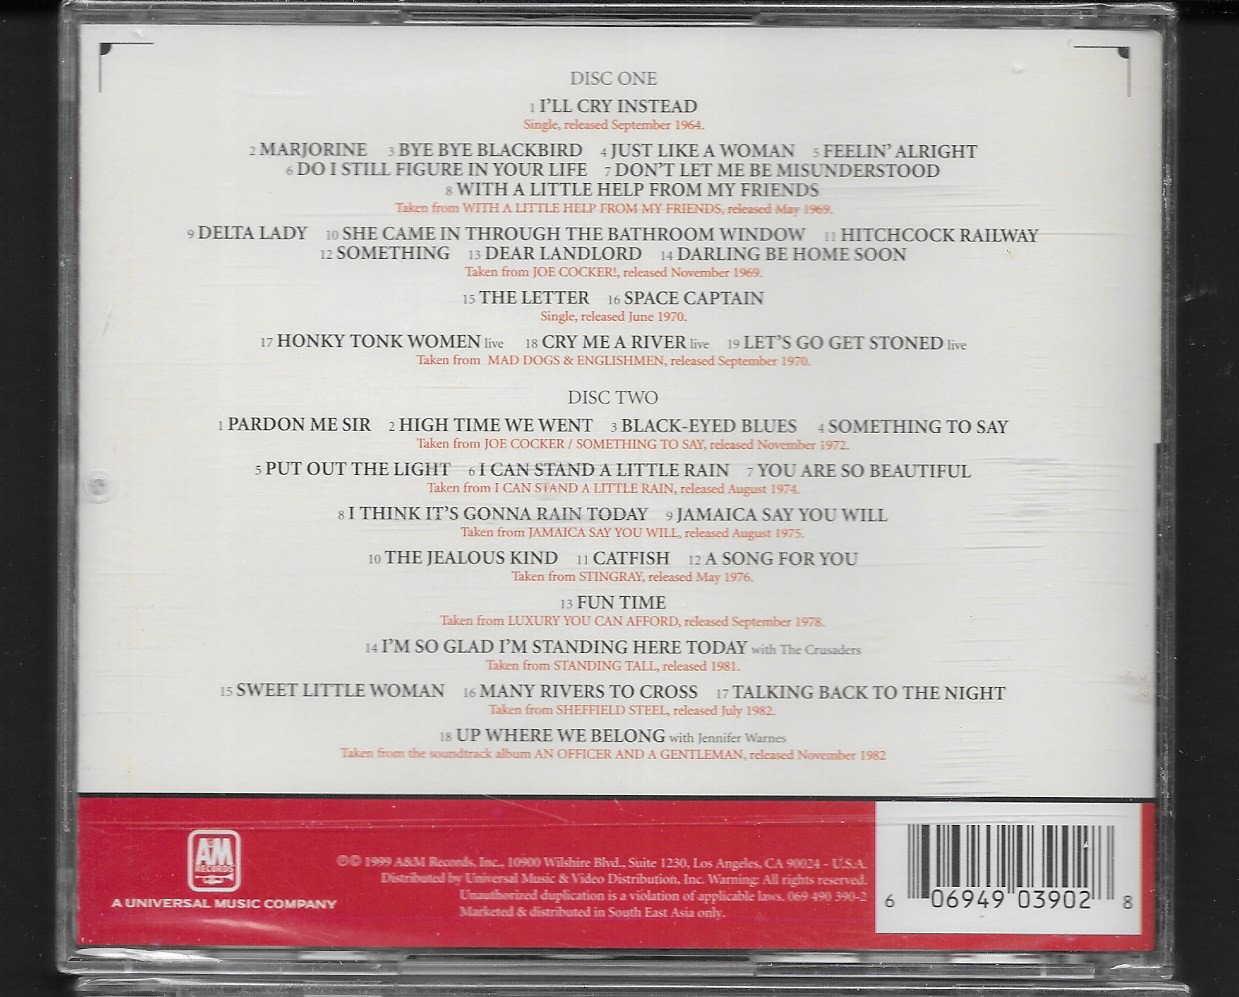 DISC ONE
1 I'LL CRY INSTEAD
Single, released September 1964.
2 MARJORINE 3 BYE BYE BLACKBIRD 4 JUST LIKE A WOMAN 5 FEELIN' ALRIGHT
6 DO I STILL FIGURE IN YOUR LIFE 7 DON'T LET ME BE MISUNDERSTOOD
8 WITH A LITTLE HELP FROM MY FRIENDS
Taken from WITH A LITTLE HELP FROM MY FRIENDS, released May 1969.
9 DELTA LADY 10 SHE CAME IN THROUGH THE BATHROOM WINDOW 11 HITCHCOCK RAILWAY
12 SOMETHING 13 DEAR LANDLORD 14 DARLING BE HOME SOON
Taken from JOE COCKER!, released November 1969.
15 THE LETTER 16 SPACE CAPTAIN
Single, released June 1970.
17 HONKY TONK WOMEN live 18 CRY ME A RIVER live 19 LET'S GO GET STONED live
Taken from MAD DOGS & ENGLISHMEN, released September 1970.
DISC TWO
1 PARDON ME SIR 2 HIGH TIME WE WENT 3 BLACK-EYED BLUES 4 SOMETHING TO SAY
Taken from JOE COCKER / SOMETHING TO SAY, released November 1972.
5 PUT OUT THE LIGHT 6 I CAN STAND A LITTLE RAIN 7 YOU ARE SO BEAUTIFUL
Taken from I CAN STAND A LITTLE RAIN, released August 1974.
8 I THINK IT'S GONNA RAIN TODAY 9 JAMAICA SAY YOU WILL
Taken from JAMAICA SAY YOU WILL, released August 1975.
10 THE JEALOUS KIND 11 CATFISH 12 A SONG FOR YOU
Taken from STINGRAY, released May 1976.
13 FUN TIME
Taken from LUXURY YOU CAN AFFORD, released September 1978.
14 I'M SO GLAD I'M STANDING HERE TODAY with The Crusaders
Taken from STANDING TALL, released 1981.
15 SWEET LITTLE WOMAN 16 MANY RIVERS TO CROSS 17 TALKING BACK TO THE NIGHT
Taken from SHEFFIELD STEEL, released July 1982.
18 UP WHERE WE BELONG with Jennifer Warnes
Taken from the soundtrack album AN OFFICER AND A GENTLEMAN, released November 1982
A&M
RECORDS
A UNIVERSAL MUSIC COMPANY
℗© 1999 A&M Records, Inc., 10900 Wilshire Blvd., Suite 1230, Los Angeles, CA 90024 - U.S.A.
Distributed by Universal Music & Video Distribution, Inc. Warning: All rights reserved.
Unauthorized duplication is a violation of applicable laws. 069 490 390-2
Marketed & distributed in South East Asia only.
6 06949 03902 8